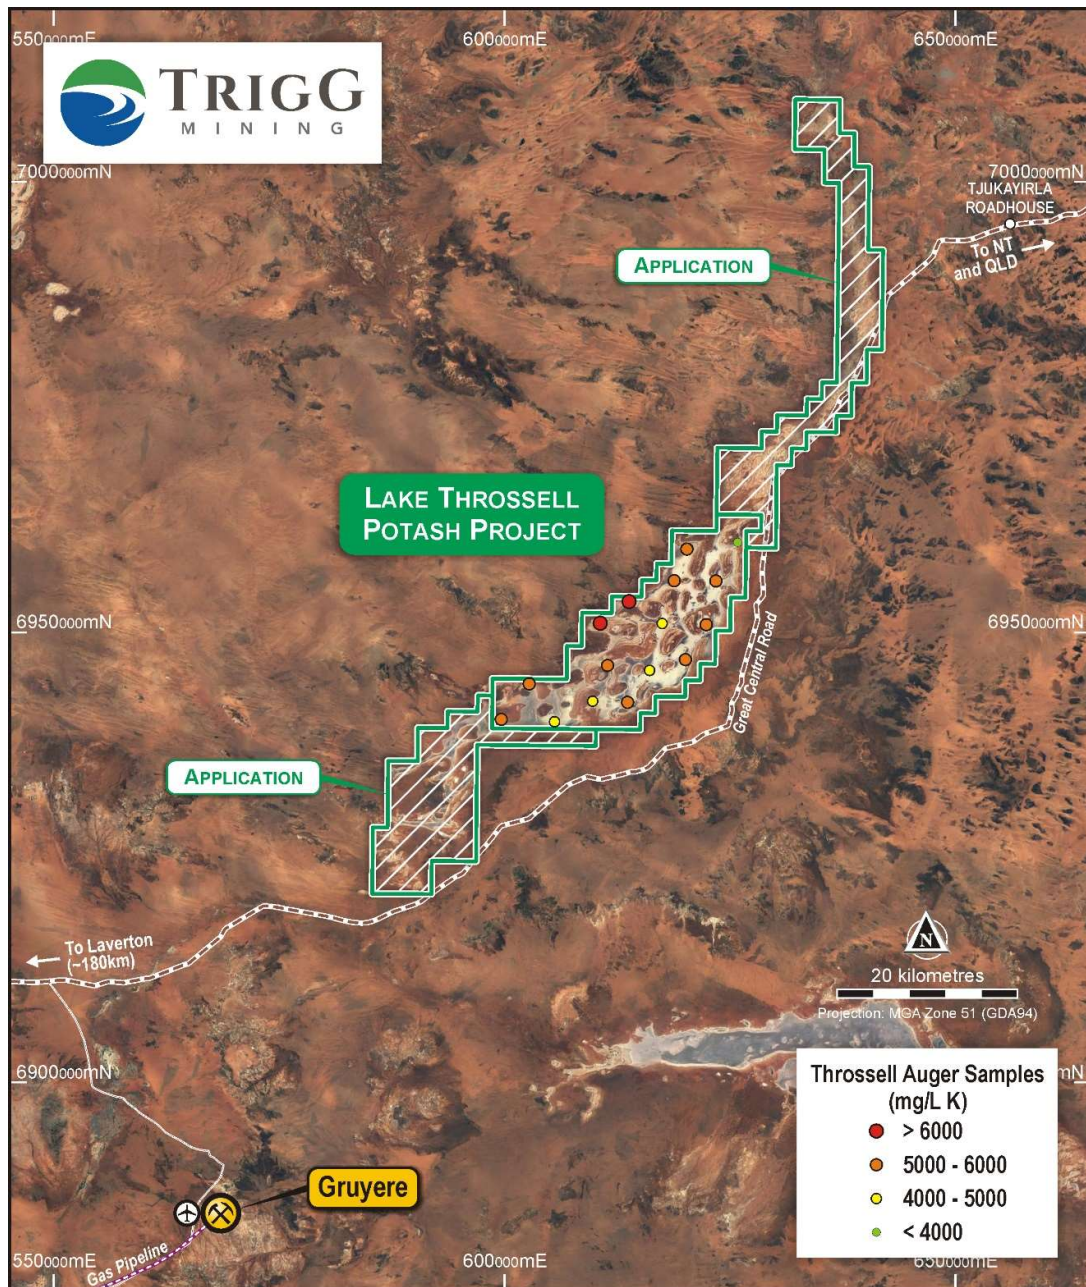 550000mE
600000mE
650000mE
TRIGG
MINING
7000000mN
7000000mN
TJUKAYIRLA
ROADHOUSE
To NT
and QLD
APPLICATION
LAKE THROSSELL
POTASH PROJECT
6950000mN
6950000mN
Great Central Road
APPLICATION
To Laverton
(~180km)
N
20 kilometres
Projection: MGA Zone 51 (GDA94)
6900000mN
mN
Throssell Auger Samples
(mg/L K)
> 6000
5000 - 6000
4000 - 5000
< 4000
Gruyere
Gas Pipeline
550000mE
600000mE
650000mE